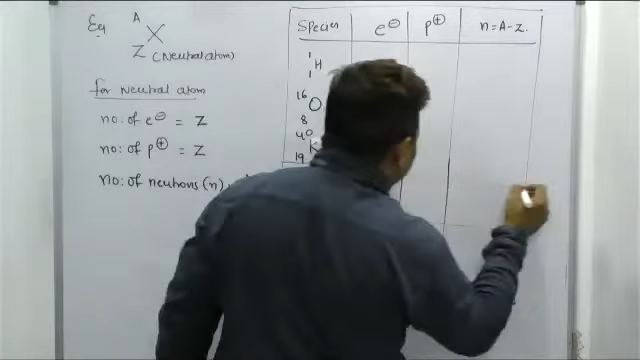 Eg A
X
Z (Neutral atom)
for neutral atom
no: of e⊖ = Z
no: of p⊕ = Z
no: of neutrons (n)
Species e⊖ p⊕ n = A - Z.
1
H
1
16
O
8
40
K
19